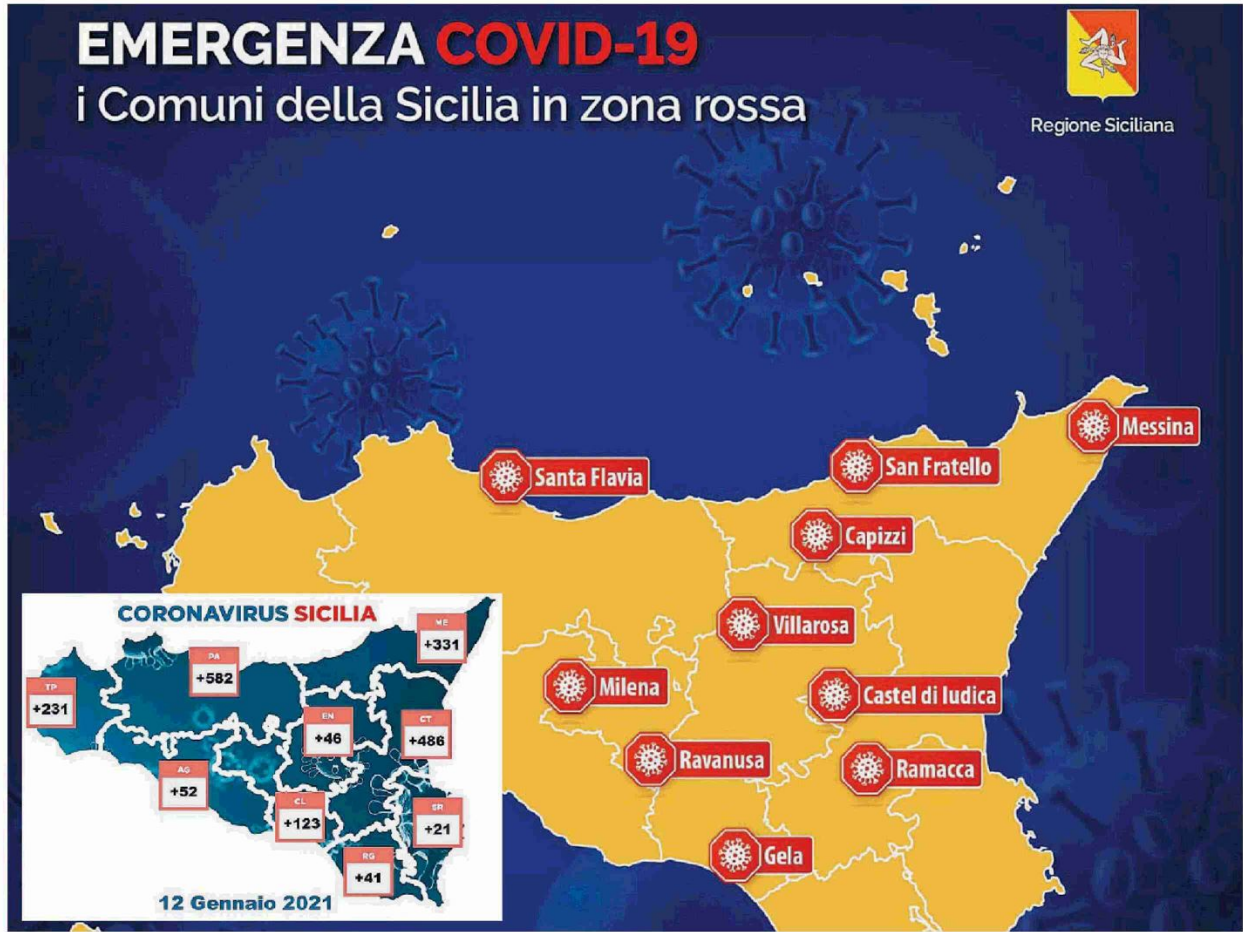 EMERGENZA COVID-19
i Comuni della Sicilia in zona rossa
Regione Siciliana
Messina
San Fratello
Santa Flavia
Capizzi
Villarosa
Milena
Castel di Iudica
Ravanusa
Ramacca
Gela
CORONAVIRUS SICILIA
ME
+331
PA
+582
TP
+231
EN
+46
CT
+486
AG
+52
CL
+123
SR
+21
RG
+41
12 Gennaio 2021